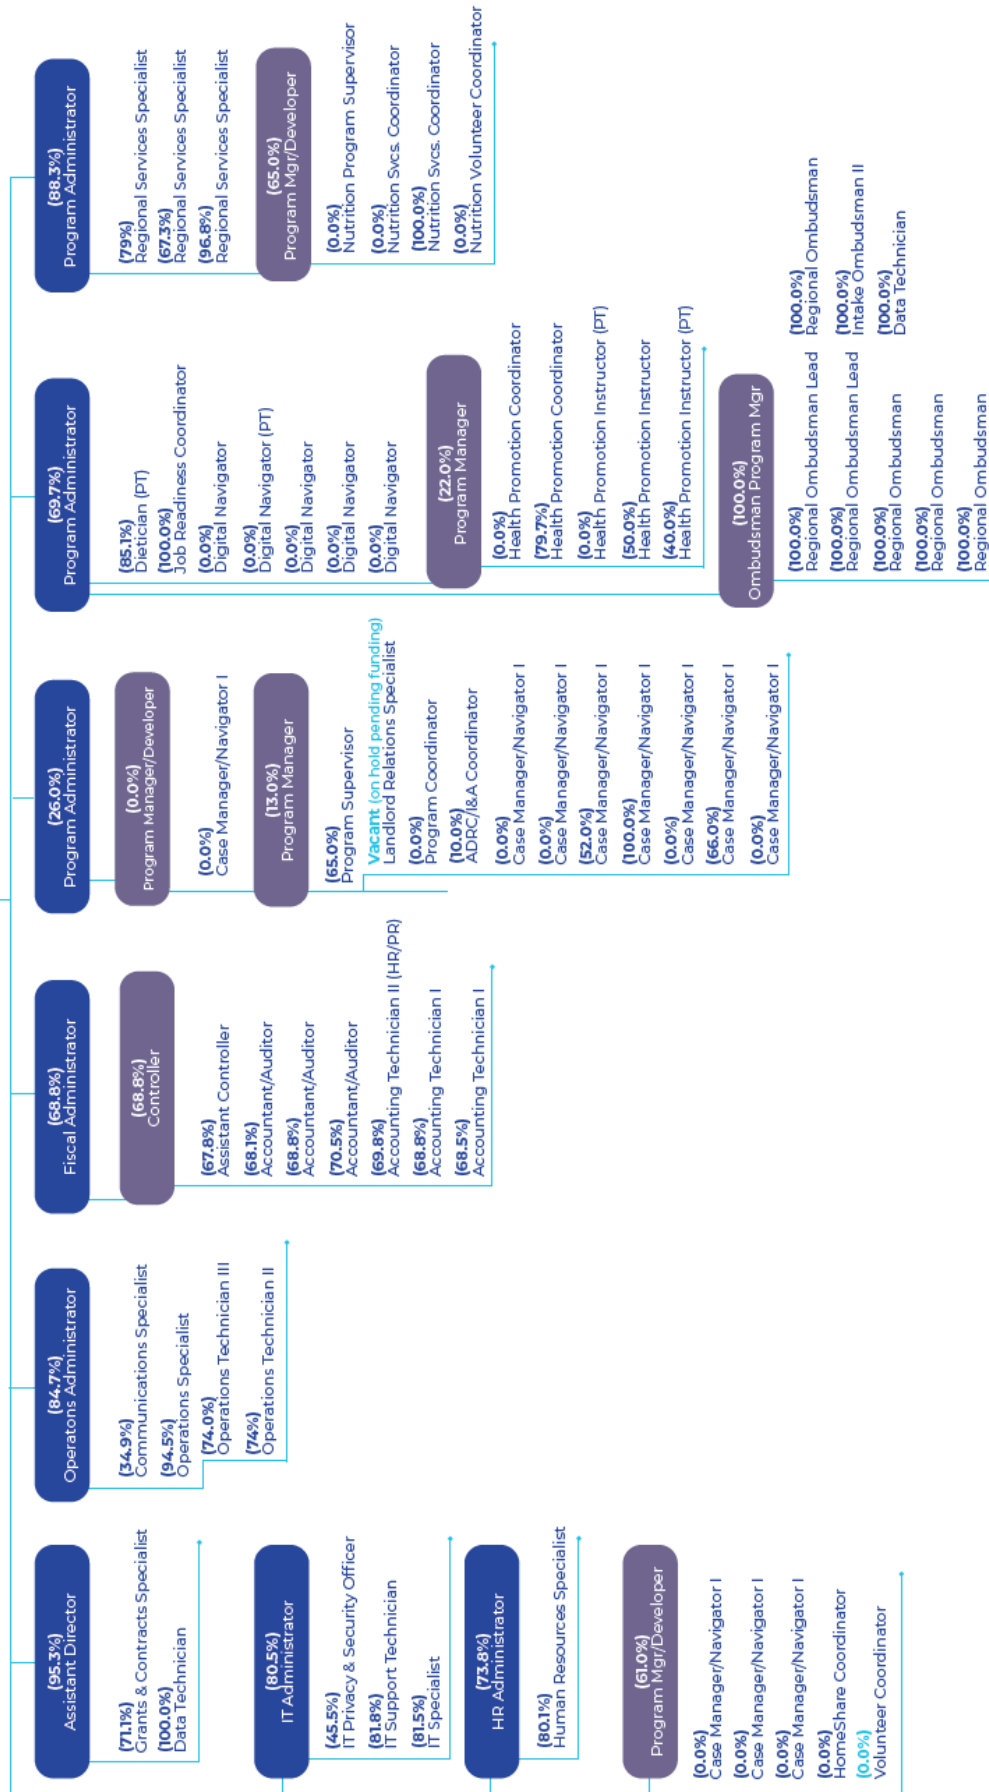 (95.3%)
Assistant Director
(71.1%)
Grants & Contracts Specialist
(100.0%)
Data Technician
(80.5%)
IT Administrator
(45.5%)
IT Privacy & Security Officer
(81.8%)
IT Support Technician
(81.5%)
IT Specialist
(73.8%)
HR Administrator
(80.1%)
Human Resources Specialist
(61.0%)
Program Mgr/Developer
(0.0%)
Case Manager/Navigator I
(0.0%)
Case Manager/Navigator I
(0.0%)
Case Manager/Navigator I
(0.0%)
HomeShare Coordinator
(0.0%)
Volunteer Coordinator
(84.7%)
Operatons Administrator
(34.9%)
Communications Specialist
(94.5%)
Operations Specialist
(74.0%)
Operations Technician III
(74%)
Operations Technician II
(68.8%)
Fiscal Administrator
(68.8%)
Controller
(67.8%)
Assistant Controller
(68.1%)
Accountant/Auditor
(68.8%)
Accountant/Auditor
(70.5%)
Accountant/Auditor
(69.8%)
Accounting Technician II (HR/PR)
(68.8%)
Accounting Technician I
(68.5%)
Accounting Technician I
(26.0%)
Program Administrator
(0.0%)
Program Manager/Developer
(0.0%)
Case Manager/Navigator I
(13.0%)
Program Manager
(65.0%)
Program Supervisor
Vacant (on hold pending funding)
Landlord Relations Specialist
(0.0%)
Program Coordinator
(10.0%)
ADRC/I&A Coordinator
(0.0%)
Case Manager/Navigator I
(0.0%)
Case Manager/Navigator I
(52.0%)
Case Manager/Navigator I
(100.0%)
Case Manager/Navigator I
(0.0%)
Case Manager/Navigator I
(66.0%)
Case Manager/Navigator I
(0.0%)
Case Manager/Navigator I
(69.7%)
Program Administrator
(85.1%)
Dietician (PT)
(100.0%)
Job Readiness Coordinator
(0.0%)
Digital Navigator
(0.0%)
Digital Navigator (PT)
(0.0%)
Digital Navigator
(0.0%)
Digital Navigator
(0.0%)
Digital Navigator
(22.0%)
Program Manager
(0.0%)
Health Promotion Coordinator
(79.7%)
Health Promotion Coordinator
(0.0%)
Health Promotion Instructor (PT)
(50.0%)
Health Promotion Instructor
(40.0%)
Health Promotion Instructor (PT)
(100.0%)
Ombudsman Program Mgr
(100.0%)
Regional Ombudsman Lead
(100.0%)
Regional Ombudsman Lead
(100.0%)
Regional Ombudsman
(100.0%)
Regional Ombudsman
(100.0%)
Regional Ombudsman
(100.0%)
Regional Ombudsman
(100.0%)
Intake Ombudsman II
(100.0%)
Data Technician
(88.3%)
Program Administrator
(79%)
Regional Services Specialist
(67.3%)
Regional Services Specialist
(96.8%)
Regional Services Specialist
(65.0%)
Program Mgr/Developer
(0.0%)
Nutrition Program Supervisor
(0.0%)
Nutrition Svcs. Coordinator
(100.0%)
Nutrition Svcs. Coordinator
(0.0%)
Nutrition Volunteer Coordinator